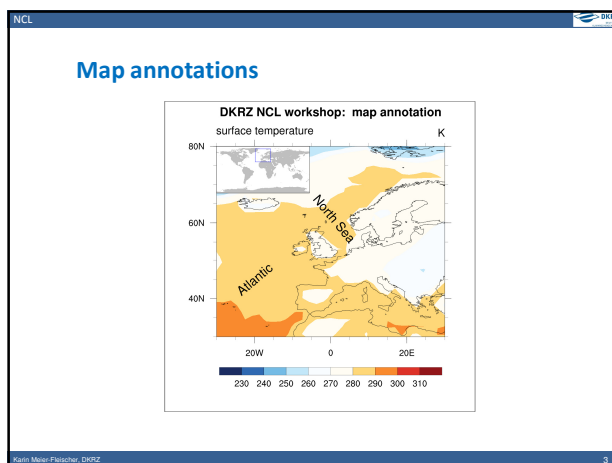 NCL
DKRZ
Map annotations
DKRZ NCL workshop: map annotation
surface temperature K
80N
North Sea
60N
Atlantic
40N
20W 0 20E
230 240 250 260 270 280 290 300 310
Karin Meier-Fleischer, DKRZ 3